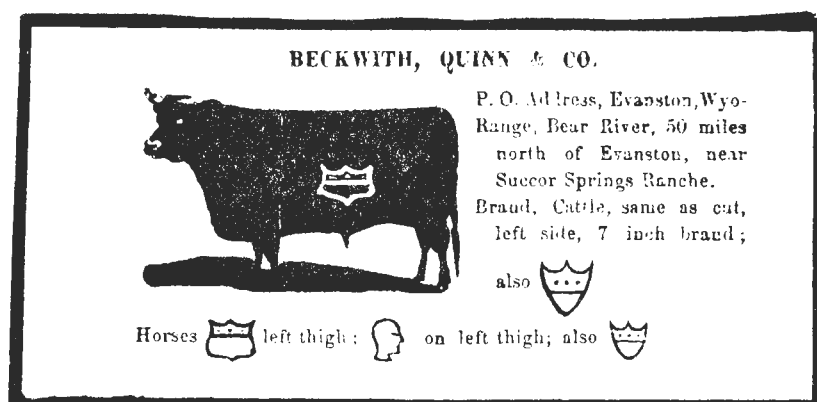 BECKWITH, QUINN & CO.
P. O. Address, Evanston, Wyo-
Range, Bear River, 50 miles
north of Evanston, near
Succor Springs Ranche.
Brand, Cattle, same as cut,
left side, 7 inch brand;
also
Horses left thigh; on left thigh; also